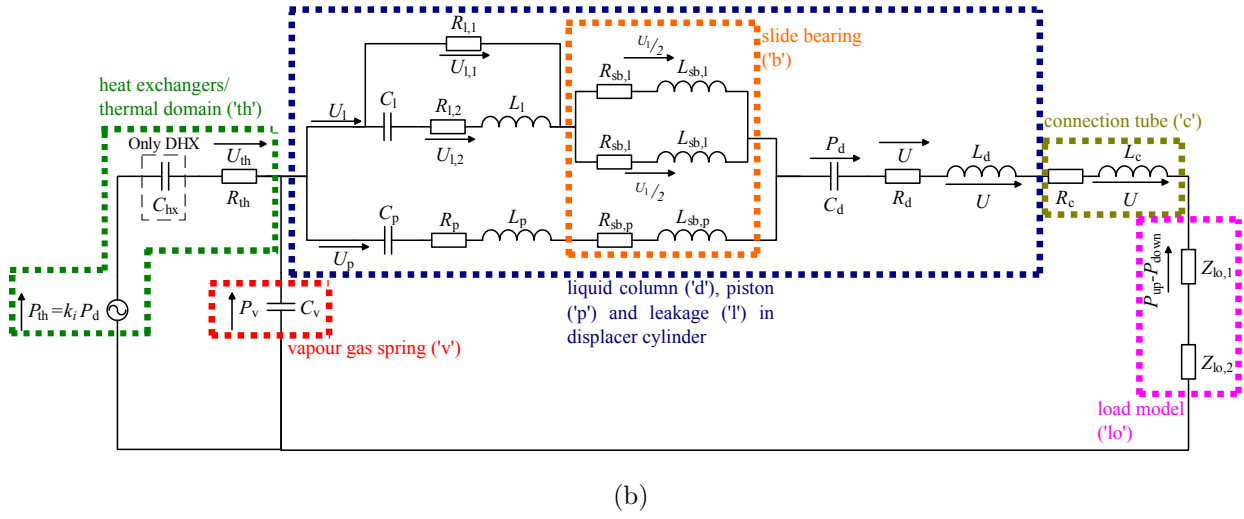 heat exchangers/
thermal domain ('th')
Only DHX
C_hx
U_th
R_th
P_th=k_i P_d
P_v
C_v
vapour gas spring ('v')
R_l,1
U_l,1
U_l
C_l
R_l,2
L_l
U_l,2
U_l/2
R_sb,l
L_sb,l
R_sb,l
L_sb,l
U_l/2
slide bearing
('b')
C_p
R_p
L_p
R_sb,p
L_sb,p
U_p
P_d
C_d
U
R_d
L_d
U
liquid column ('d'), piston
('p') and leakage ('l') in
displacer cylinder
connection tube ('c')
L_c
R_c
U
P_up-P_down
Z_lo,1
Z_lo,2
load model
('lo')
(b)